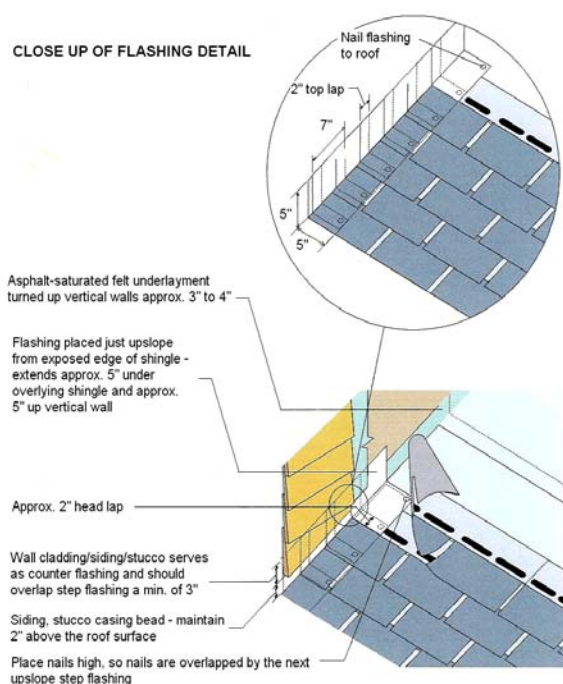 CLOSE UP OF FLASHING DETAIL
Nail flashing
to roof
2" top lap
7"
5"
5"
Asphalt-saturated felt underlayment
turned up vertical walls approx. 3" to 4"
Flashing placed just upslope
from exposed edge of shingle -
extends approx. 5" under
overlying shingle and approx.
5" up vertical wall
Approx. 2" head lap
Wall cladding/siding/stucco serves
as counter flashing and should
overlap step flashing a min. of 3"
Siding, stucco casing bead - maintain
2" above the roof surface
Place nails high, so nails are overlapped by the next
upslope step flashing